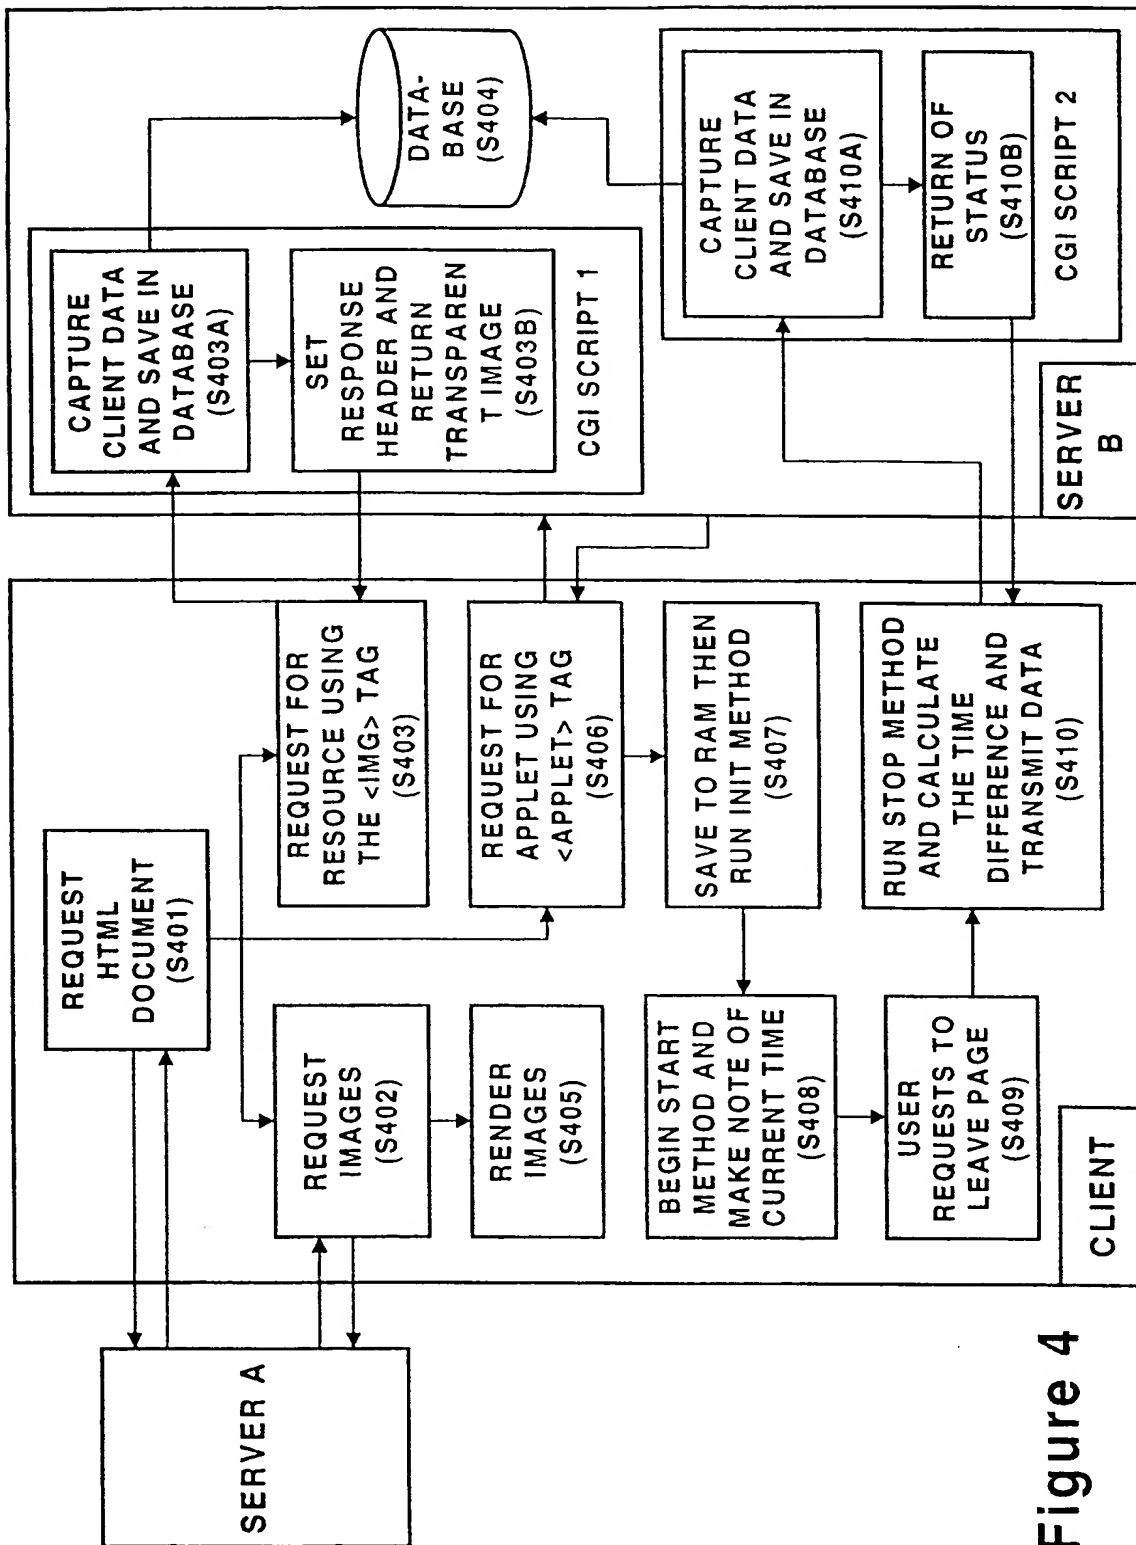 SERVER A
REQUEST
HTML
DOCUMENT
(S401)
REQUEST
IMAGES
(S402)
RENDER
IMAGES
(S405)
REQUEST FOR
RESOURCE USING
THE <IMG> TAG
(S403)
REQUEST FOR
APPLET USING
<APPLET> TAG
(S406)
SAVE TO RAM THEN
RUN INIT METHOD
(S407)
BEGIN START
METHOD AND
MAKE NOTE OF
CURRENT TIME
(S408)
USER
REQUESTS TO
LEAVE PAGE
(S409)
RUN STOP METHOD
AND CALCULATE
THE TIME
DIFFERENCE AND
TRANSMIT DATA
(S410)
CLIENT
CAPTURE
CLIENT DATA
AND SAVE IN
DATABASE
(S403A)
SET
RESPONSE
HEADER AND
RETURN
TRANSPAREN
T IMAGE
(S403B)
CGI SCRIPT 1
DATA-
BASE
(S404)
CAPTURE
CLIENT DATA
AND SAVE IN
DATABASE
(S410A)
RETURN OF
STATUS
(S410B)
CGI SCRIPT 2
SERVER
B
Figure 4